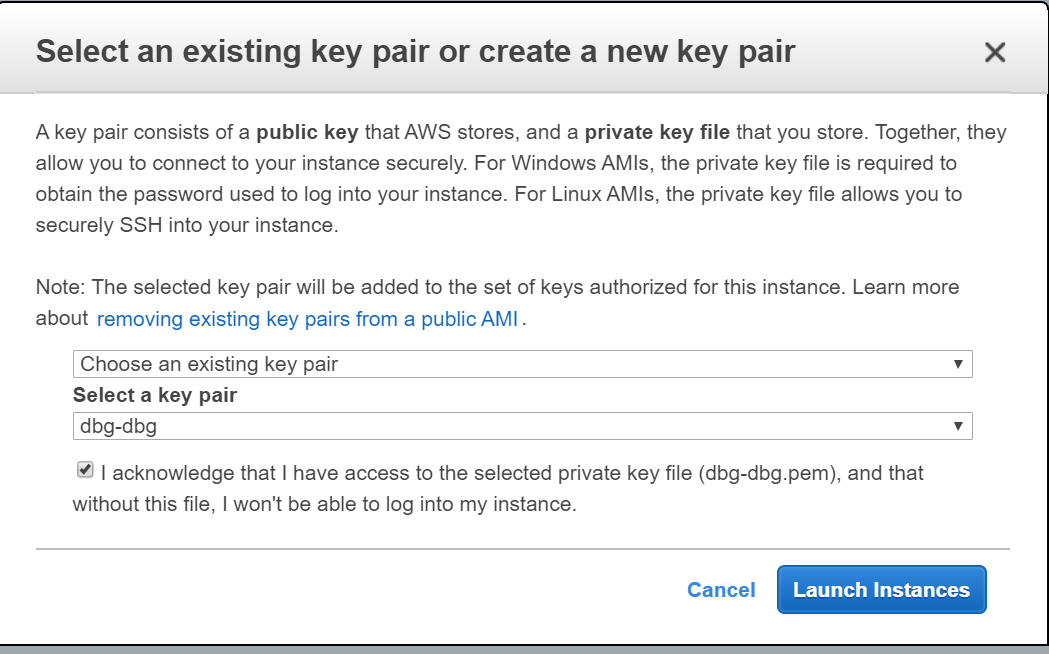 Select an existing key pair or create a new key pair
A key pair consists of a public key that AWS stores, and a private key file that you store. Together, they
allow you to connect to your instance securely. For Windows AMIs, the private key file is required to
obtain the password used to log into your instance. For Linux AMIs, the private key file allows you to
securely SSH into your instance.
Note: The selected key pair will be added to the set of keys authorized for this instance. Learn more
about removing existing key pairs from a public AMI.
Choose an existing key pair
Select a key pair
dbg-dbg
I acknowledge that I have access to the selected private key file (dbg-dbg.pem), and that
without this file, I won't be able to log into my instance.
Cancel Launch Instances